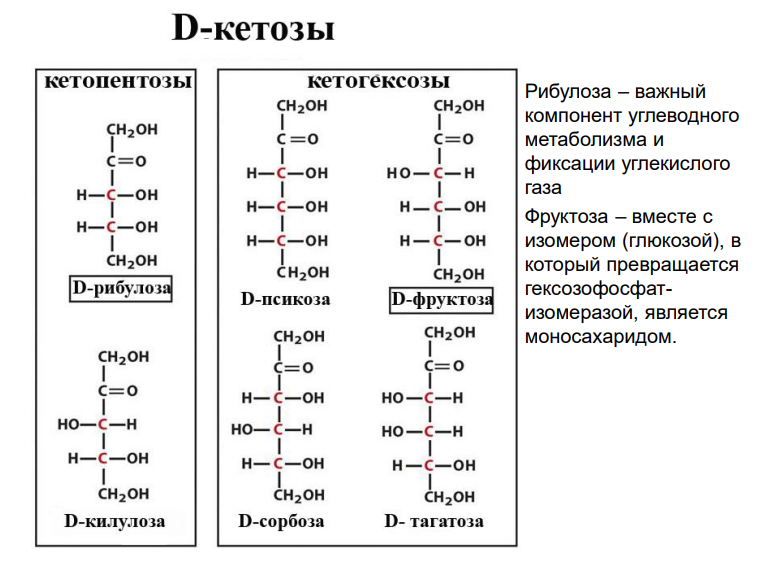 D-кетозы
кетопентозы
CH2OH
C=O
H—C—OH
H—C—OH
CH2OH
D-рибулоза
CH2OH
C=O
HO—C—H
H—C—OH
CH2OH
D-килулоза
кетогексозы
CH2OH
C=O
H—C—OH
H—C—OH
H—C—OH
CH2OH
D-псикоза
CH2OH
C=O
HO—C—H
H—C—OH
H—C—OH
CH2OH
D-фруктоза
CH2OH
C=O
H—C—OH
HO—C—H
H—C—OH
CH2OH
D-сорбоза
CH2OH
C=O
HO—C—H
HO—C—H
H—C—OH
CH2OH
D- тагатоза
Рибулоза – важный
компонент углеводного
метаболизма и
фиксации углекислого
газа
Фруктоза – вместе с
изомером (глюкозой), в
который превращается
гексозофосфат-
изомеразой, является
моносахаридом.